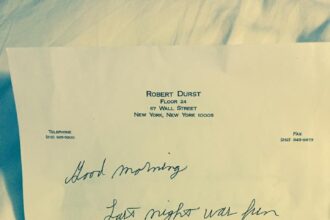 ROBERT DURST
FLOOR 24
67 WALL STREET
NEW YORK, NEW YORK 10005
TELEPHONE
FAX
Good morning
Last night was fun